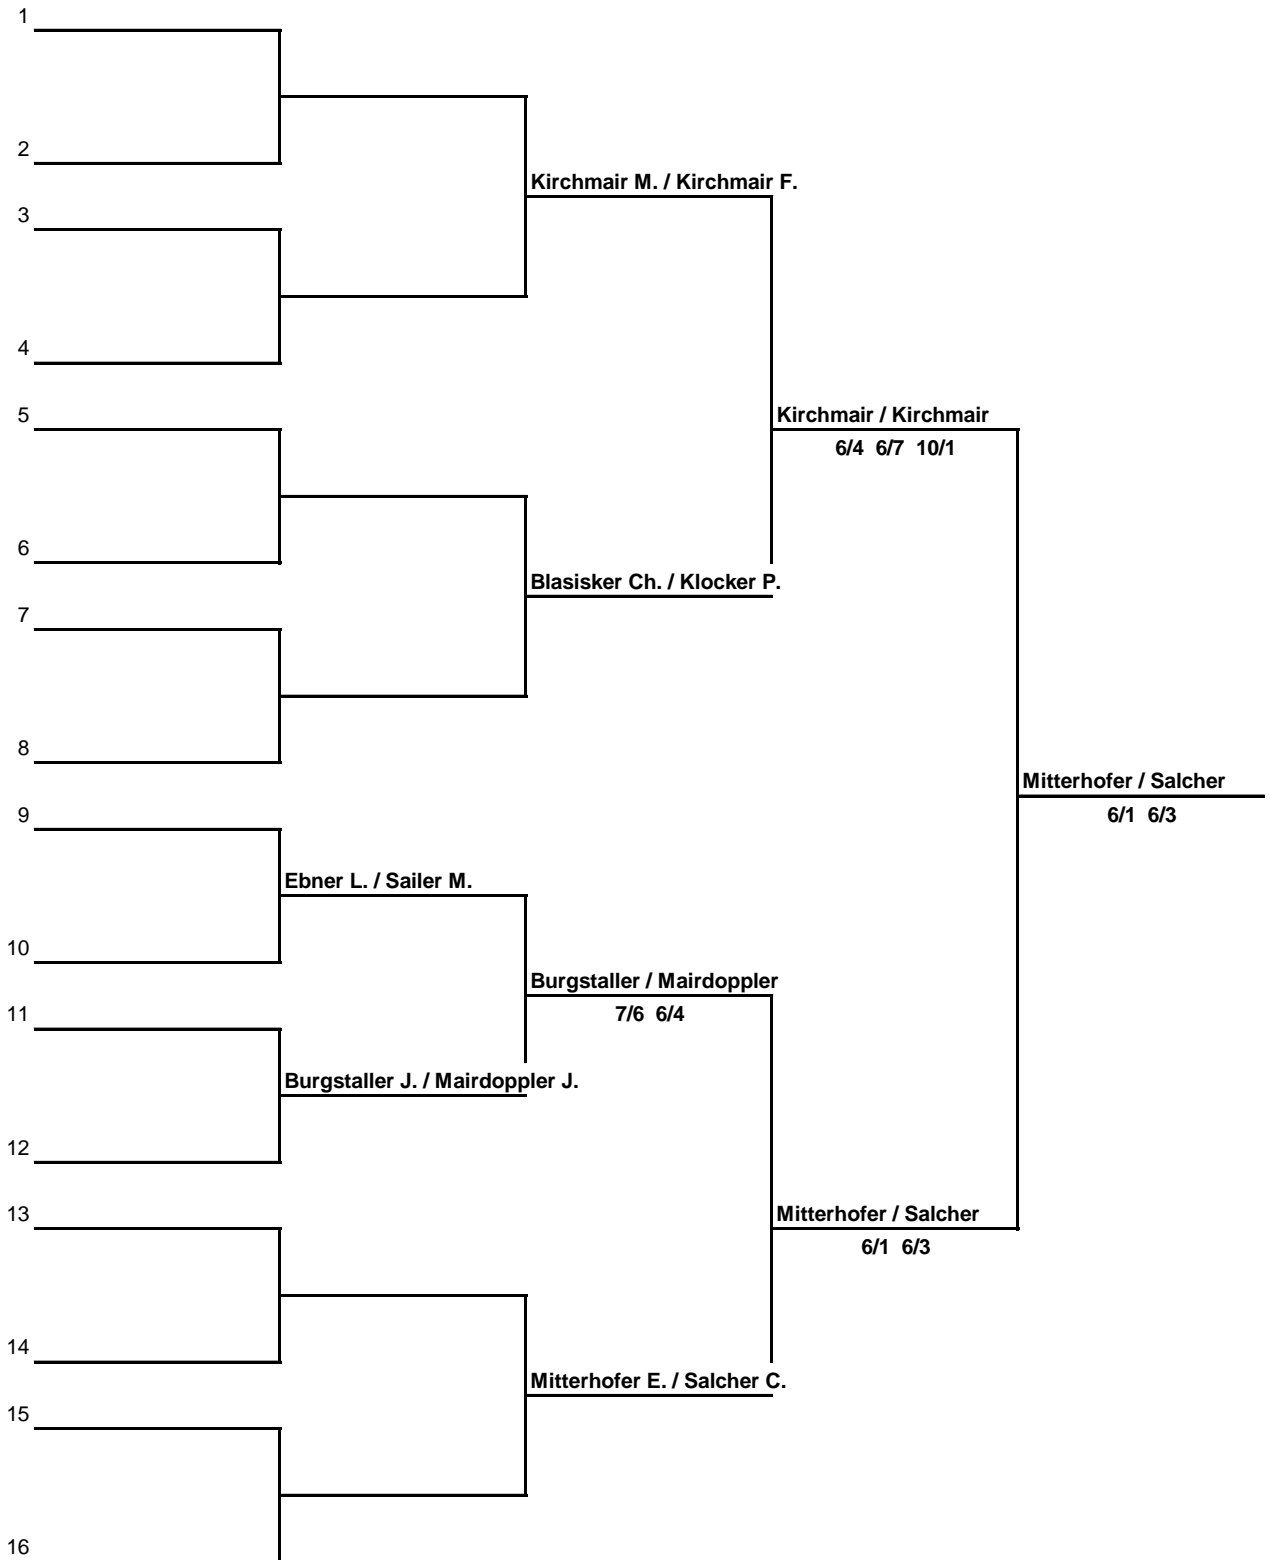 1
2
Kirchmair M. / Kirchmair F.
3
4
5
Kirchmair / Kirchmair
6/4 6/7 10/1
6
Blasisker Ch. / Klocker P.
7
8
Mitterhofer / Salcher
6/1 6/3
9
Ebner L. / Sailer M.
10
Burgstaller / Mairdoppler
7/6 6/4
11
Burgstaller J. / Mairdoppler J.
12
13
Mitterhofer / Salcher
6/1 6/3
14
Mitterhofer E. / Salcher C.
15
16